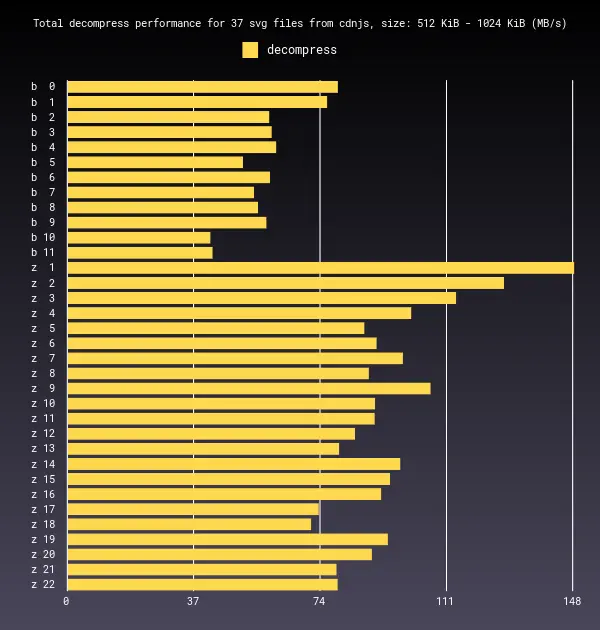 Total decompress performance for 37 svg files from cdnjs, size: 512 KiB - 1024 KiB (MB/s)
decompress
b 0
b 1
b 2
b 3
b 4
b 5
b 6
b 7
b 8
b 9
b 10
b 11
z 1
z 2
z 3
z 4
z 5
z 6
z 7
z 8
z 9
z 10
z 11
z 12
z 13
z 14
z 15
z 16
z 17
z 18
z 19
z 20
z 21
z 22
0 37 74 111 148